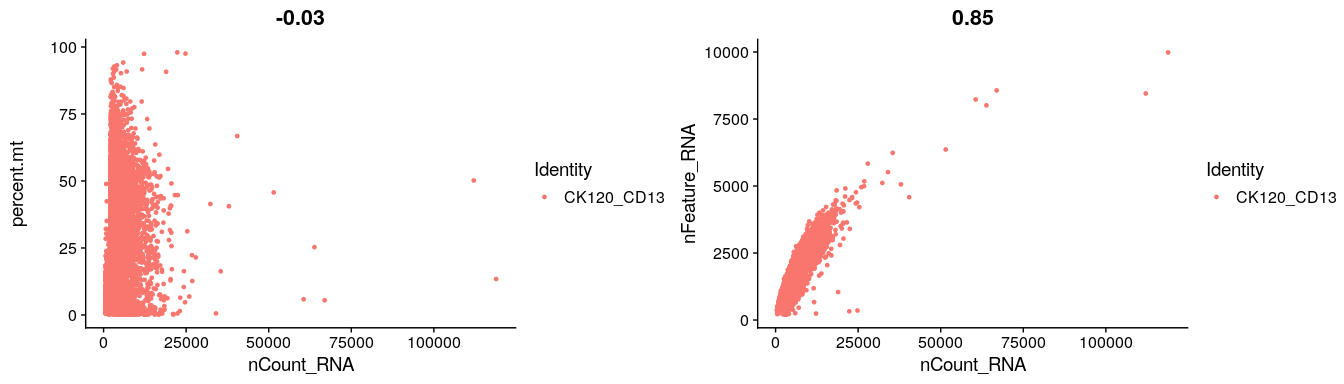 -0.03
percent.mt
100
75
50
25
0
0 25000 50000 75000 100000
nCount_RNA
Identity
CK120_CD13
0.85
nFeature_RNA
10000
7500
5000
2500
0
0 25000 50000 75000 100000
nCount_RNA
Identity
CK120_CD13